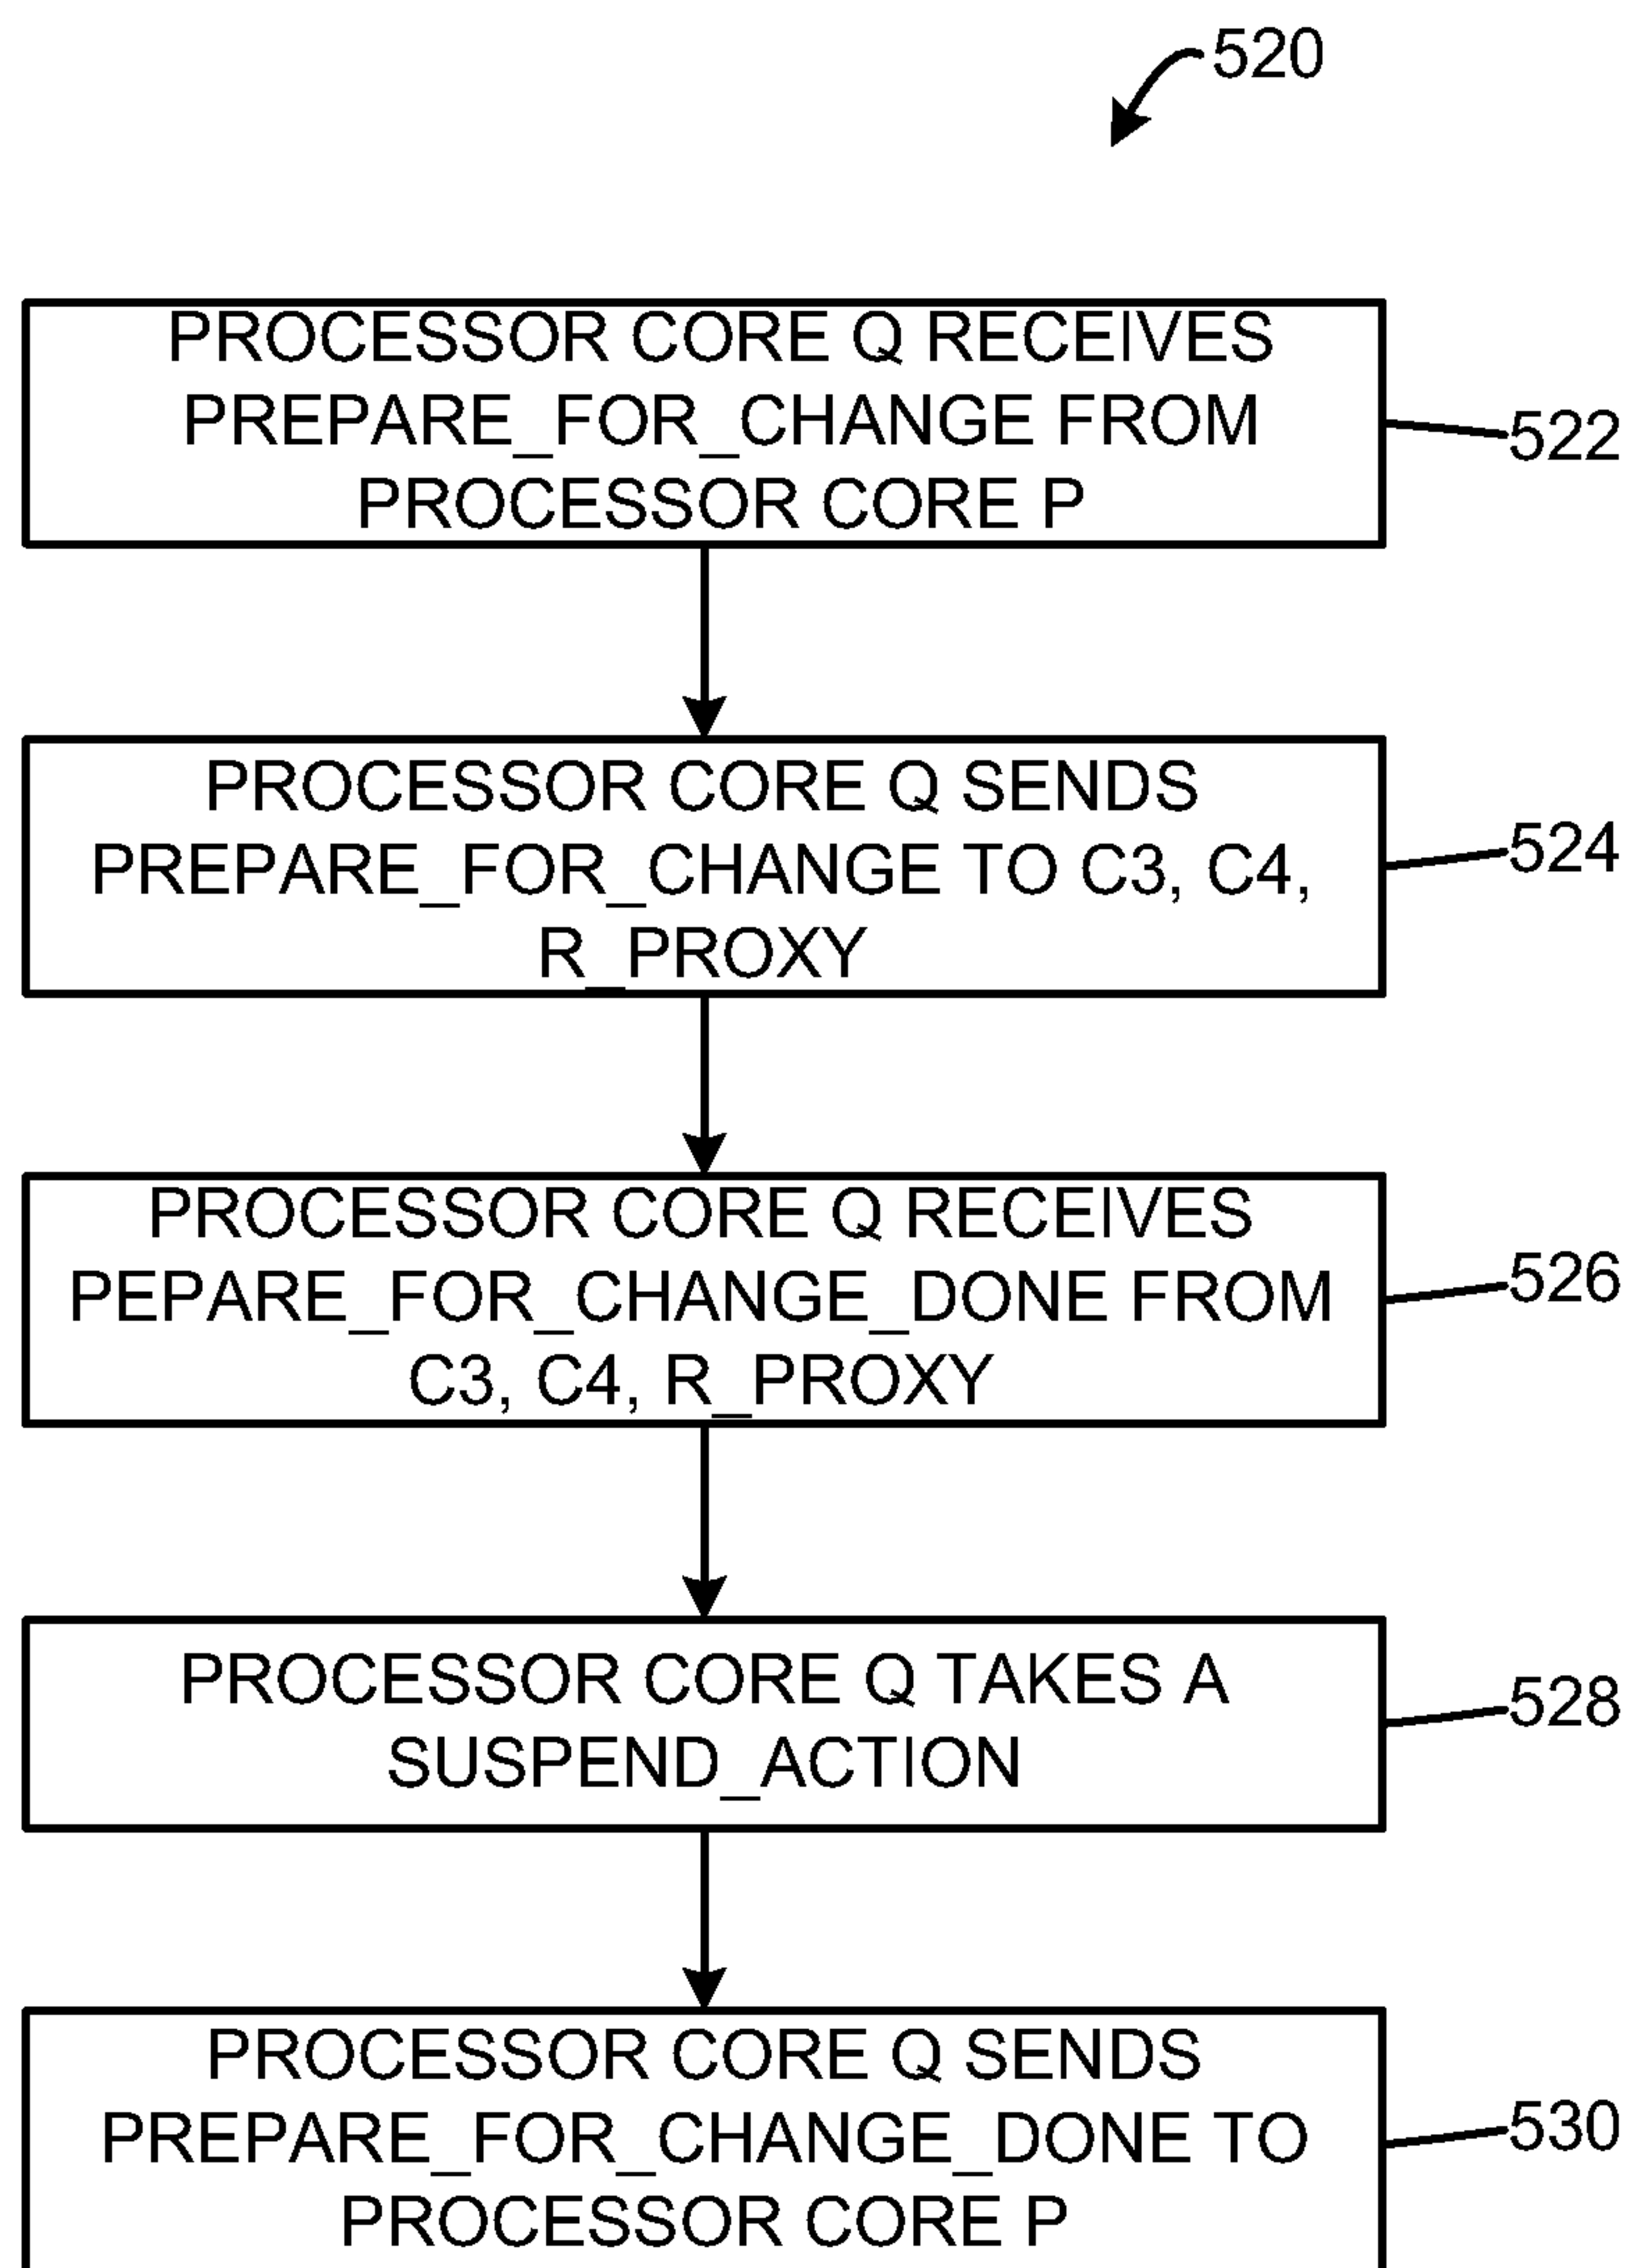 520
PROCESSOR CORE Q RECEIVES
PREPARE_FOR_CHANGE FROM
PROCESSOR CORE P
522
PROCESSOR CORE Q SENDS
PREPARE_FOR_CHANGE TO C3, C4,
R_PROXY
524
PROCESSOR CORE Q RECEIVES
PEPARE_FOR_CHANGE_DONE FROM
C3, C4, R_PROXY
526
PROCESSOR CORE Q TAKES A
SUSPEND_ACTION
528
PROCESSOR CORE Q SENDS
PREPARE_FOR_CHANGE_DONE TO
PROCESSOR CORE P
530